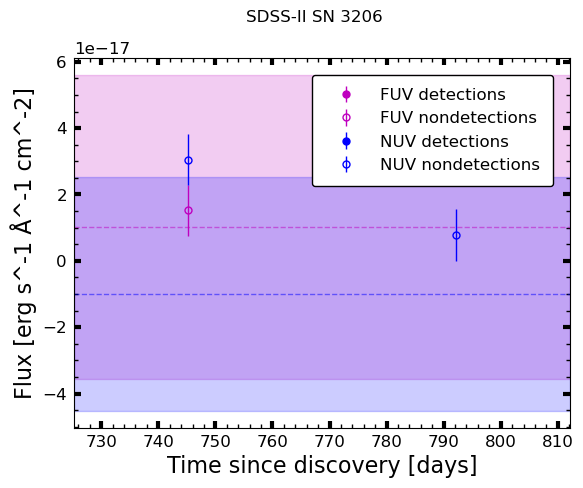 SDSS-II SN 3206
1e−17
FUV detections
FUV nondetections
NUV detections
NUV nondetections
6
4
2
0
−2
−4
Flux [erg s^-1 Å^-1 cm^-2]
730 740 750 760 770 780 790 800 810
Time since discovery [days]